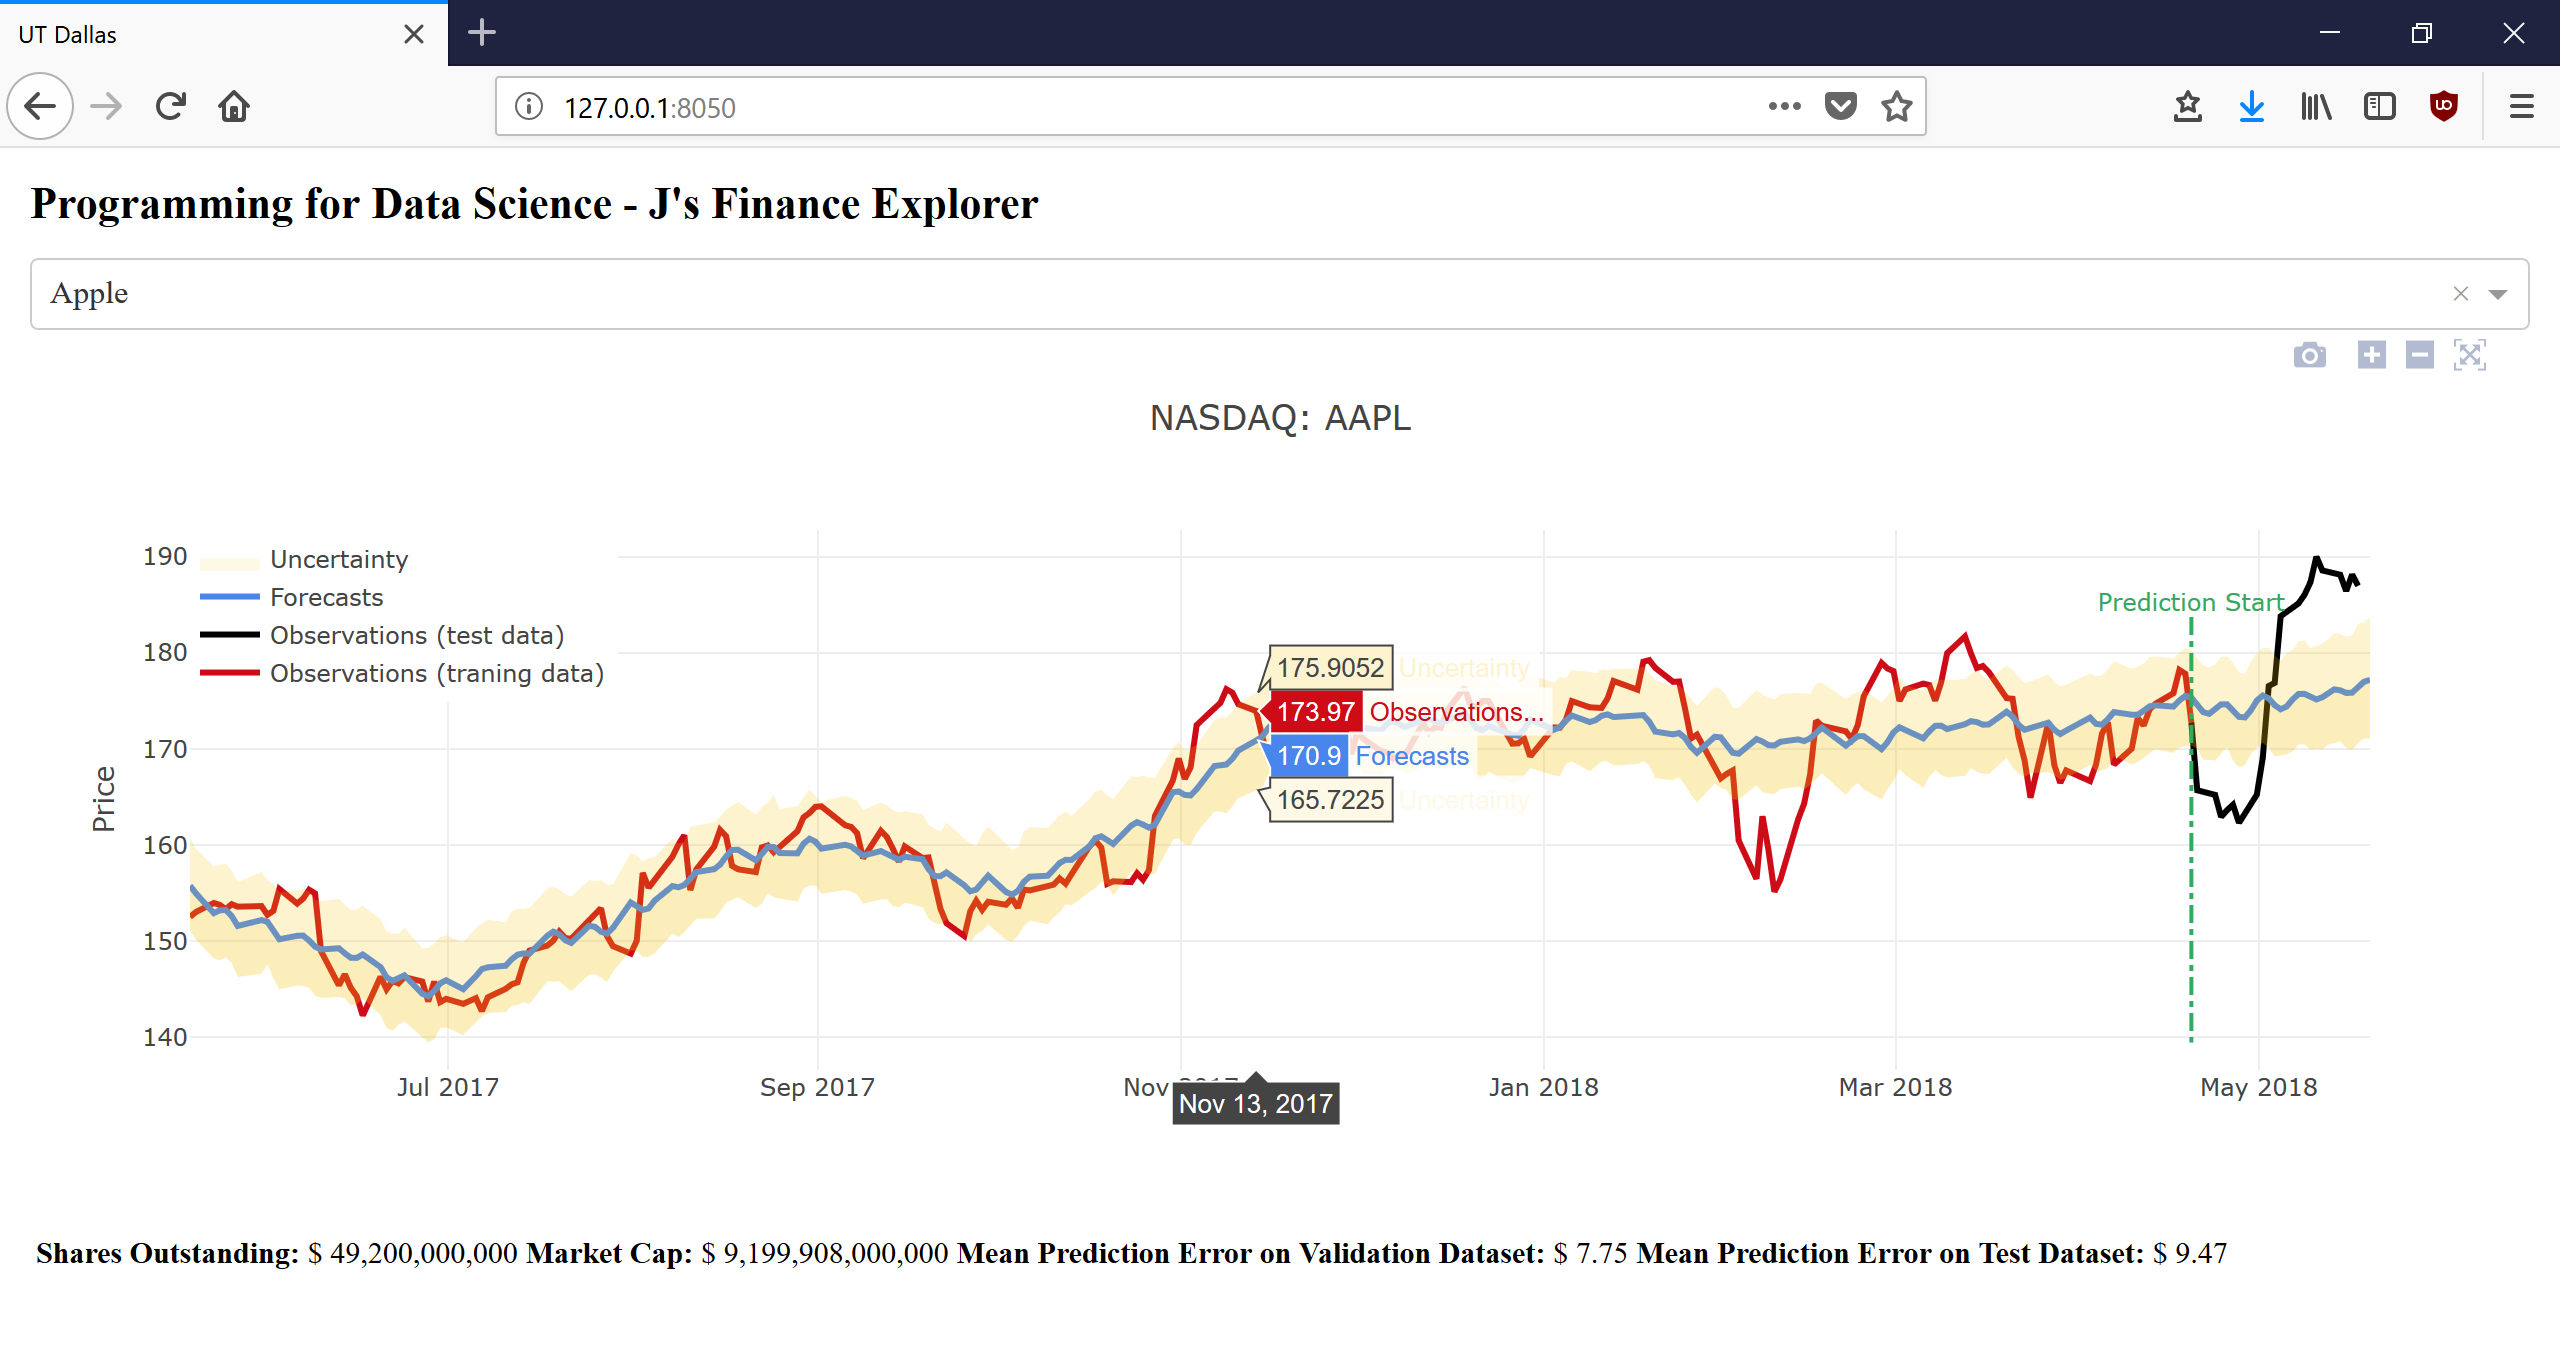 UT Dallas
127.0.0.1:8050
Programming for Data Science - J's Finance Explorer
Apple
NASDAQ: AAPL
190
180
170
160
150
140
Price
Uncertainty
Forecasts
Observations (test data)
Observations (traning data)
Prediction Start
175.9052 Uncertainty
173.97 Observations...
170.9 Forecasts
165.7225 Uncertainty
Jul 2017 Sep 2017 Nov 2017 Jan 2018 Mar 2018 May 2018
Nov 13, 2017
Shares Outstanding: $ 49,200,000,000 Market Cap: $ 9,199,908,000,000 Mean Prediction Error on Validation Dataset: $ 7.75 Mean Prediction Error on Test Dataset: $ 9.47